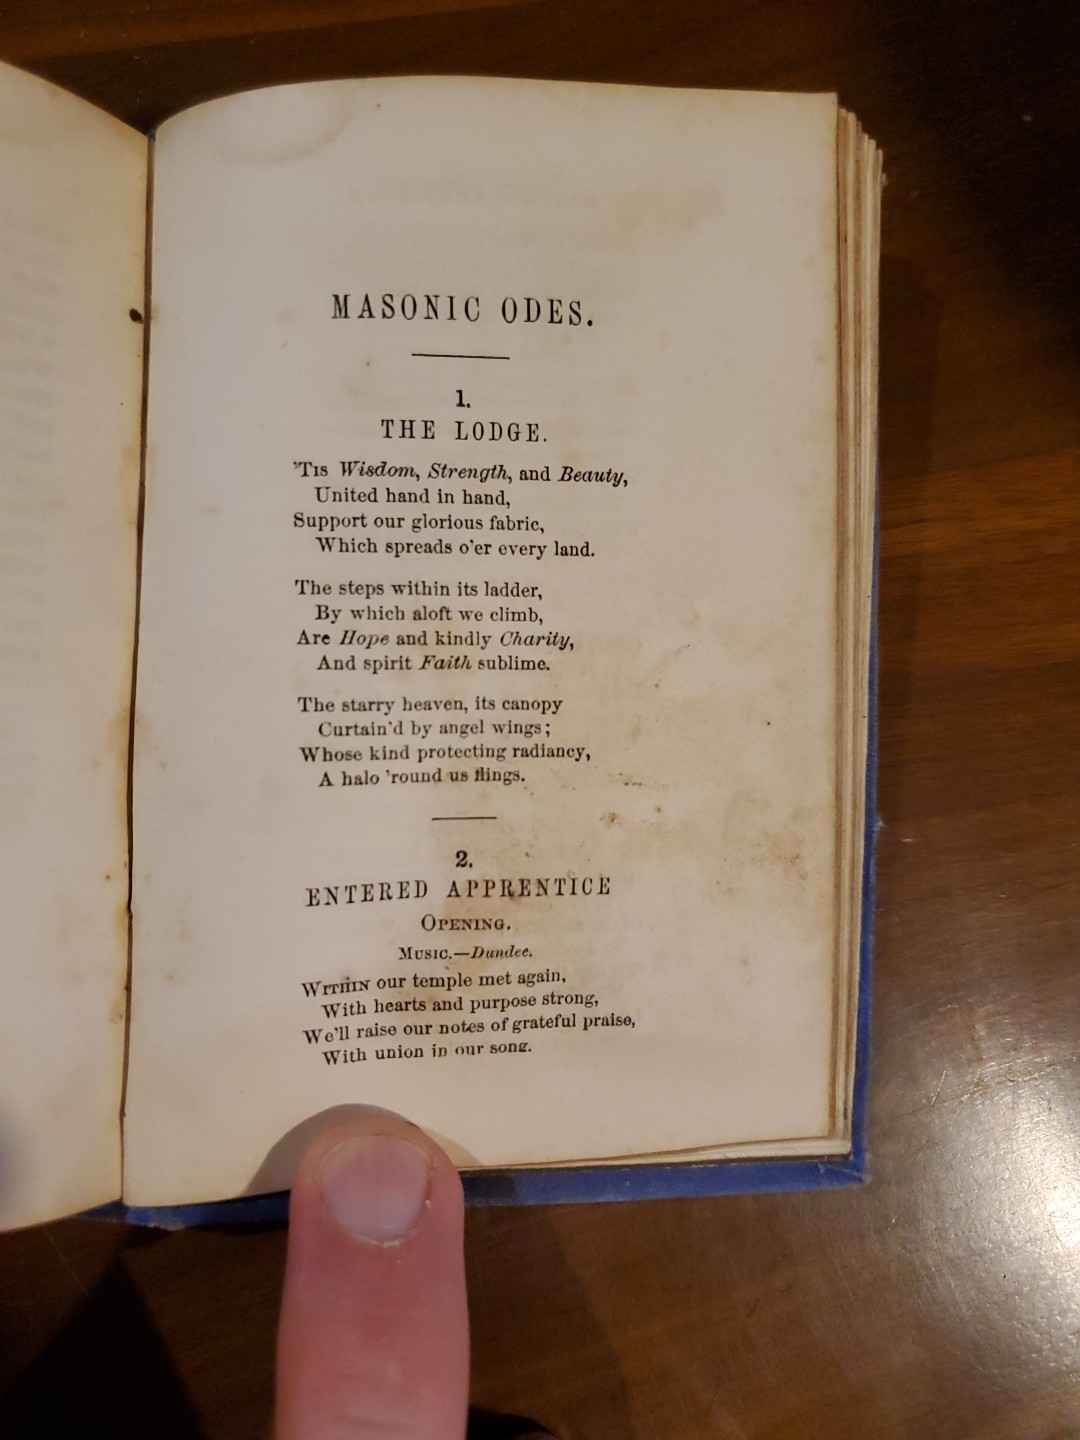 MASONIC ODES.
1.
THE LODGE.
'TIS Wisdom, Strength, and Beauty,
United hand in hand,
Support our glorious fabric,
Which spreads o'er every land.
The steps within its ladder,
By which aloft we climb,
Are Hope and kindly Charity,
And spirit Faith sublime.
The starry heaven, its canopy
Curtain'd by angel wings;
Whose kind protecting radiancy,
A halo 'round us flings.
2.
ENTERED APPRENTICE
OPENING.
MUSIC.—Dundee.
WITHIN our temple met again,
With hearts and purpose strong,
We'll raise our notes of grateful praise,
With union in our song.